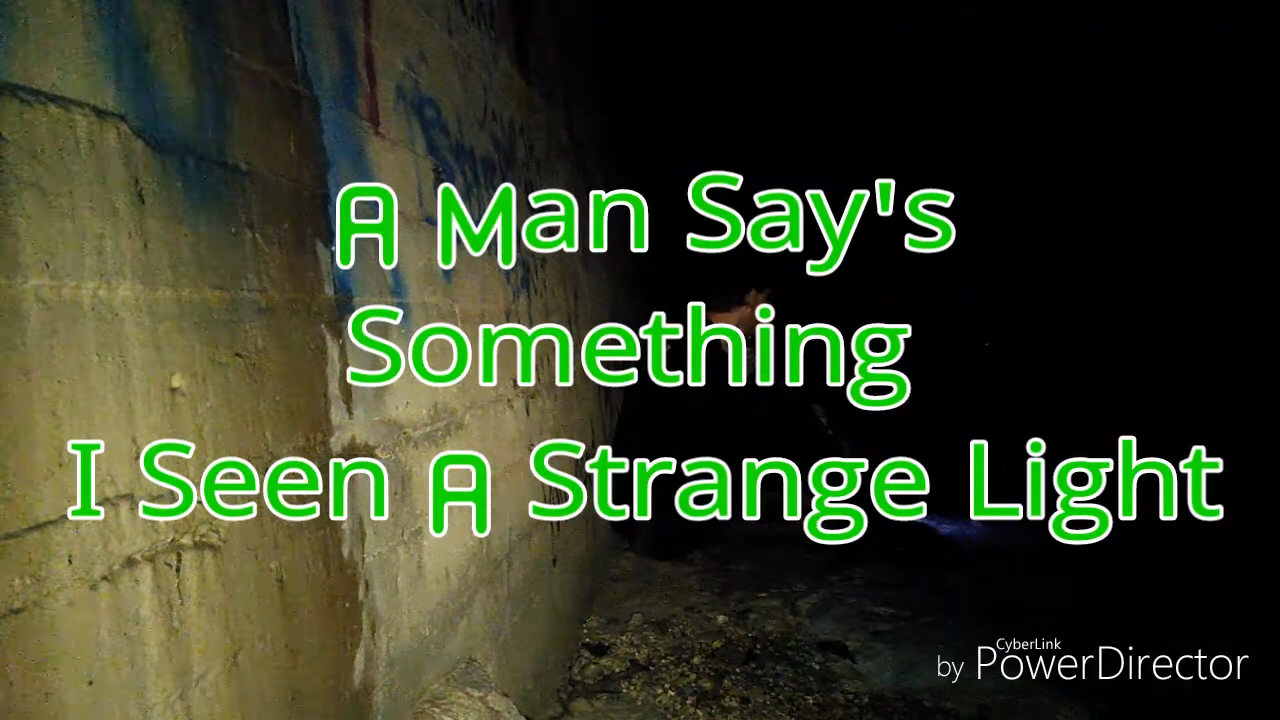 A Man Say's
Something
I Seen A Strange Light
CyberLink
by PowerDirector